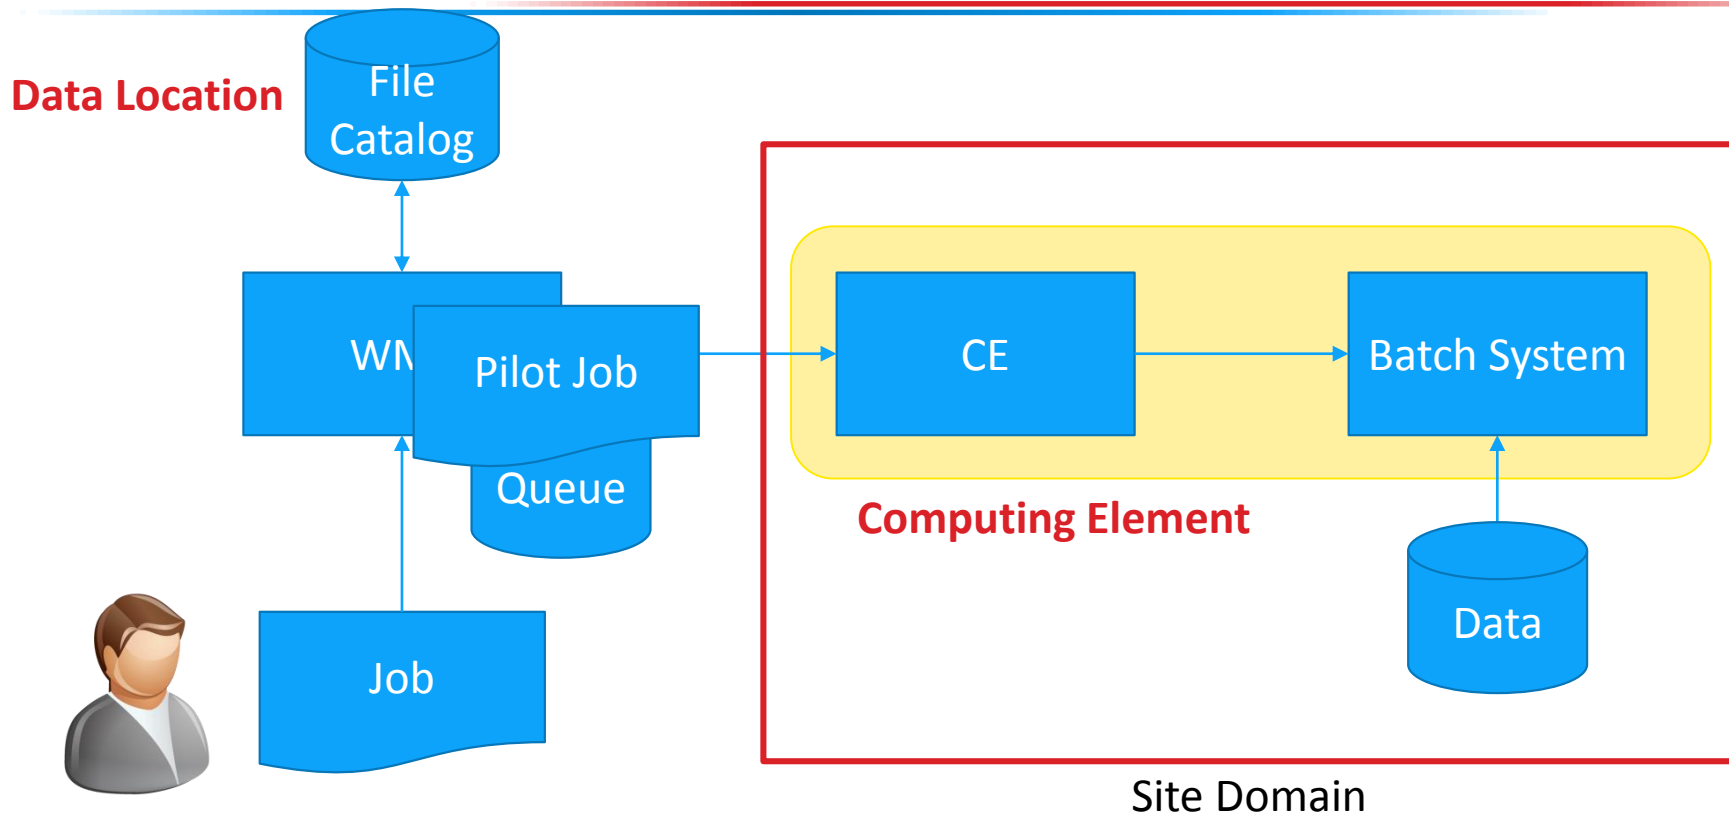 File
Catalog
Data Location
Pilot Job
CE
Batch System
Queue
Computing Element
Data
Job
Site Domain